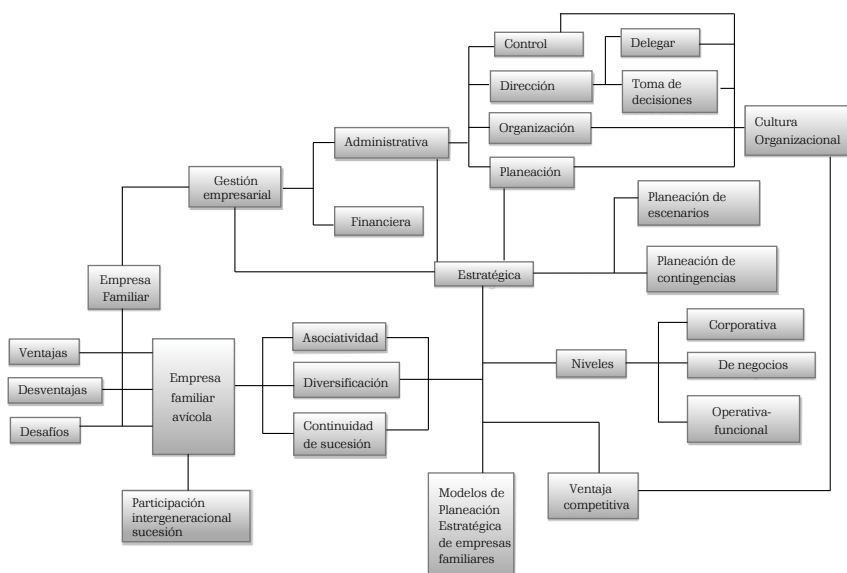 Control
Delegar
Dirección
Toma de
decisiones
Organización
Cultura
Organizacional
Administrativa
Planeación
Gestión
empresarial
Planeación de
escenarios
Financiera
Empresa
Familiar
Estratégica
Planeación de
contingencias
Asociatividad
Corporativa
Ventajas
Empresa
familiar
avícola
Niveles
De negocios
Desventajas
Diversificación
Desafíos
Continuidad
de sucesión
Operativa-
funcional
Participación
intergeneracional
sucesión
Modelos de
Planeación
Estratégica
de empresas
familiares
Ventaja
competitiva